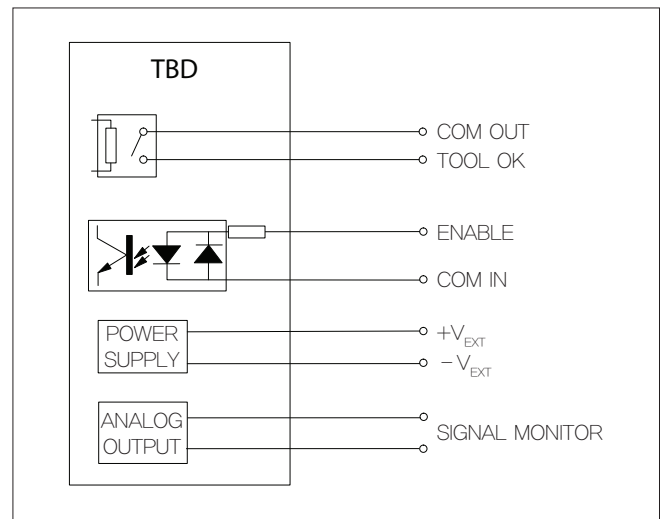 TBD
COM OUT
TOOL OK
ENABLE
COM IN
POWER
SUPPLY
+VEXT
−VEXT
ANALOG
OUTPUT
SIGNAL MONITOR